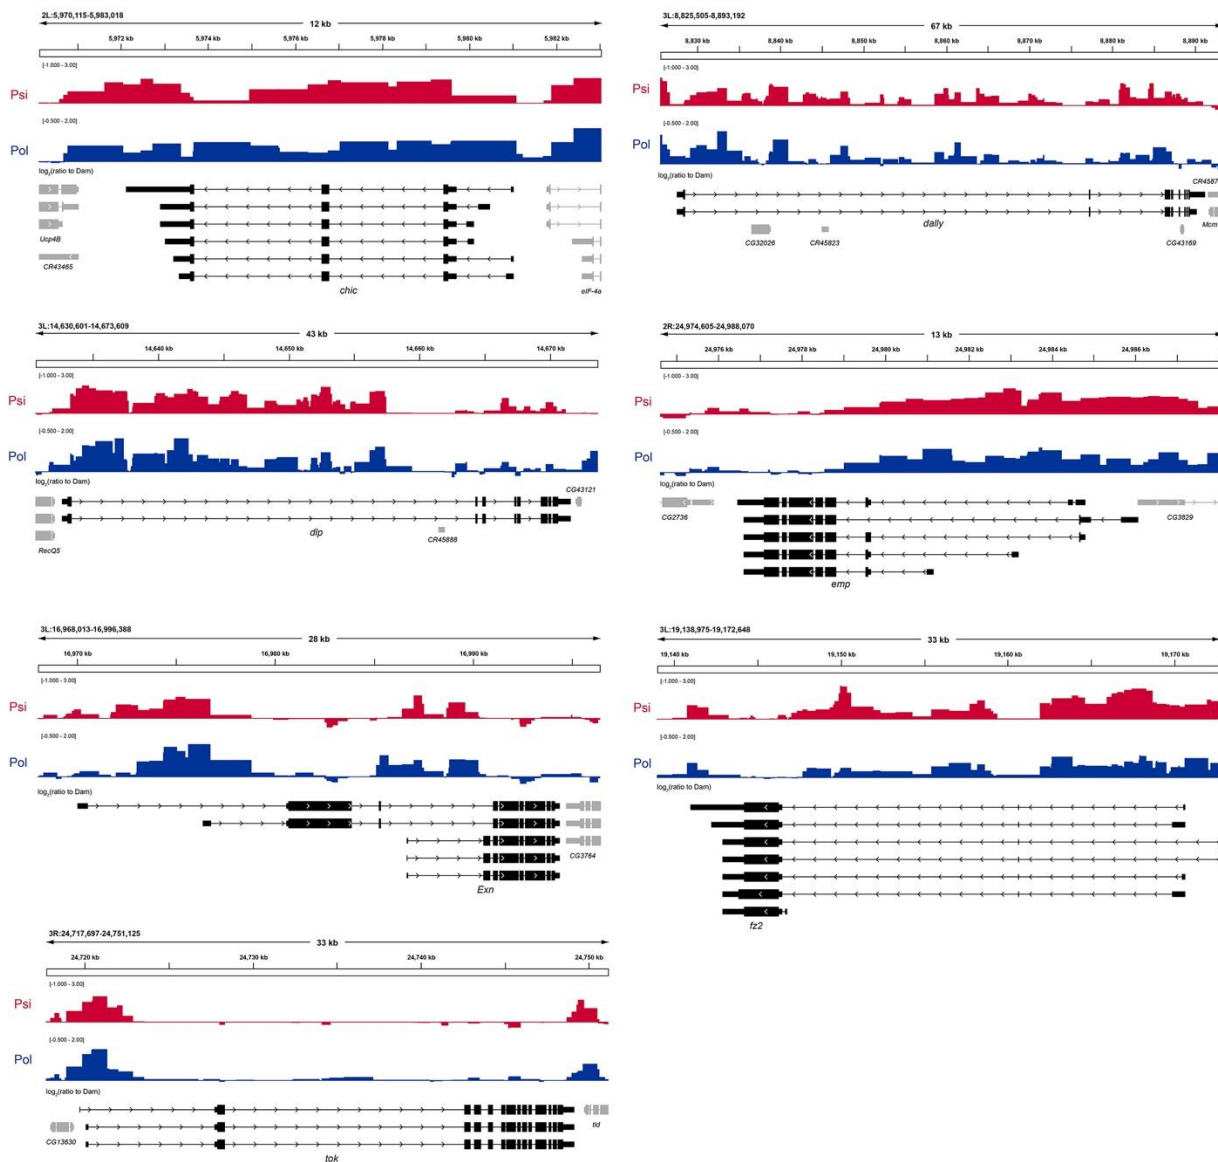 2L:5,970,115-5,983,018
12 kb
5,972 kb 5,974 kb 5,976 kb 5,978 kb 5,980 kb 5,982 kb
[-1.000 - 3.00]
Psi
[-0.500 - 2.00]
Pol
log2(ratio to Dam)
Ucp4B
CR43465
chic
eIF-4a
3L:8,825,505-8,893,192
67 kb
8,830 kb 8,840 kb 8,850 kb 8,860 kb 8,870 kb 8,880 kb 8,890 kb
[-1.000 - 3.00]
Psi
[-0.500 - 2.00]
Pol
log2(ratio to Dam)
CR4587
dally
Mcm
CG32026
CR45823
CG43169
3L:14,630,601-14,673,609
43 kb
14,640 kb 14,650 kb 14,660 kb 14,670 kb
[-1.000 - 3.00]
Psi
[-0.500 - 2.00]
Pol
log2(ratio to Dam)
CG43121
dlp
CR45888
RecQ5
2R:24,974,605-24,988,070
13 kb
24,976 kb 24,978 kb 24,980 kb 24,982 kb 24,984 kb 24,986 kb
[-1.000 - 3.00]
Psi
[-0.500 - 2.00]
Pol
log2(ratio to Dam)
CG2736
CG3829
emp
3L:16,968,013-16,996,388
28 kb
16,970 kb 16,980 kb 16,990 kb
[-1.000 - 3.00]
Psi
[-0.500 - 2.00]
Pol
log2(ratio to Dam)
CG3764
Exn
3L:19,138,975-19,172,648
33 kb
19,140 kb 19,150 kb 19,160 kb 19,170 kb
[-1.000 - 3.00]
Psi
[-0.500 - 2.00]
Pol
log2(ratio to Dam)
fz2
3R:24,717,697-24,751,125
33 kb
24,720 kb 24,730 kb 24,740 kb 24,750 kb
[-1.000 - 3.00]
Psi
[-0.500 - 2.00]
Pol
log2(ratio to Dam)
CG13630
tld
tok